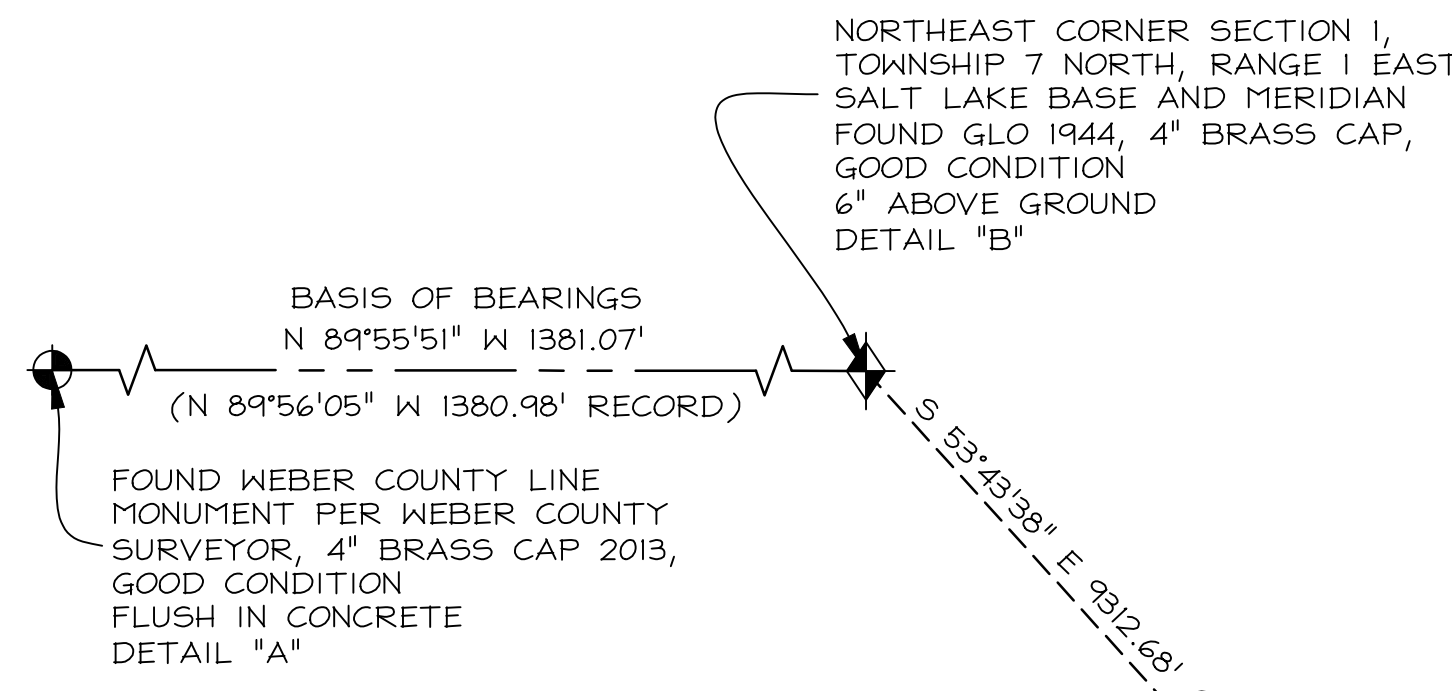 NORTHEAST CORNER SECTION 1,
TOWNSHIP 7 NORTH, RANGE 1 EAST
SALT LAKE BASE AND MERIDIAN
FOUND GLO 1944, 4" BRASS CAP,
GOOD CONDITION
6" ABOVE GROUND
DETAIL "B"
BASIS OF BEARINGS
N 89°55'51" W 1381.07'
(N 89°56'05" W 1380.98' RECORD)
FOUND WEBER COUNTY LINE
MONUMENT PER WEBER COUNTY
SURVEYOR, 4" BRASS CAP 2013,
GOOD CONDITION
FLUSH IN CONCRETE
DETAIL "A"
S 53°43'38" E 9312.68'